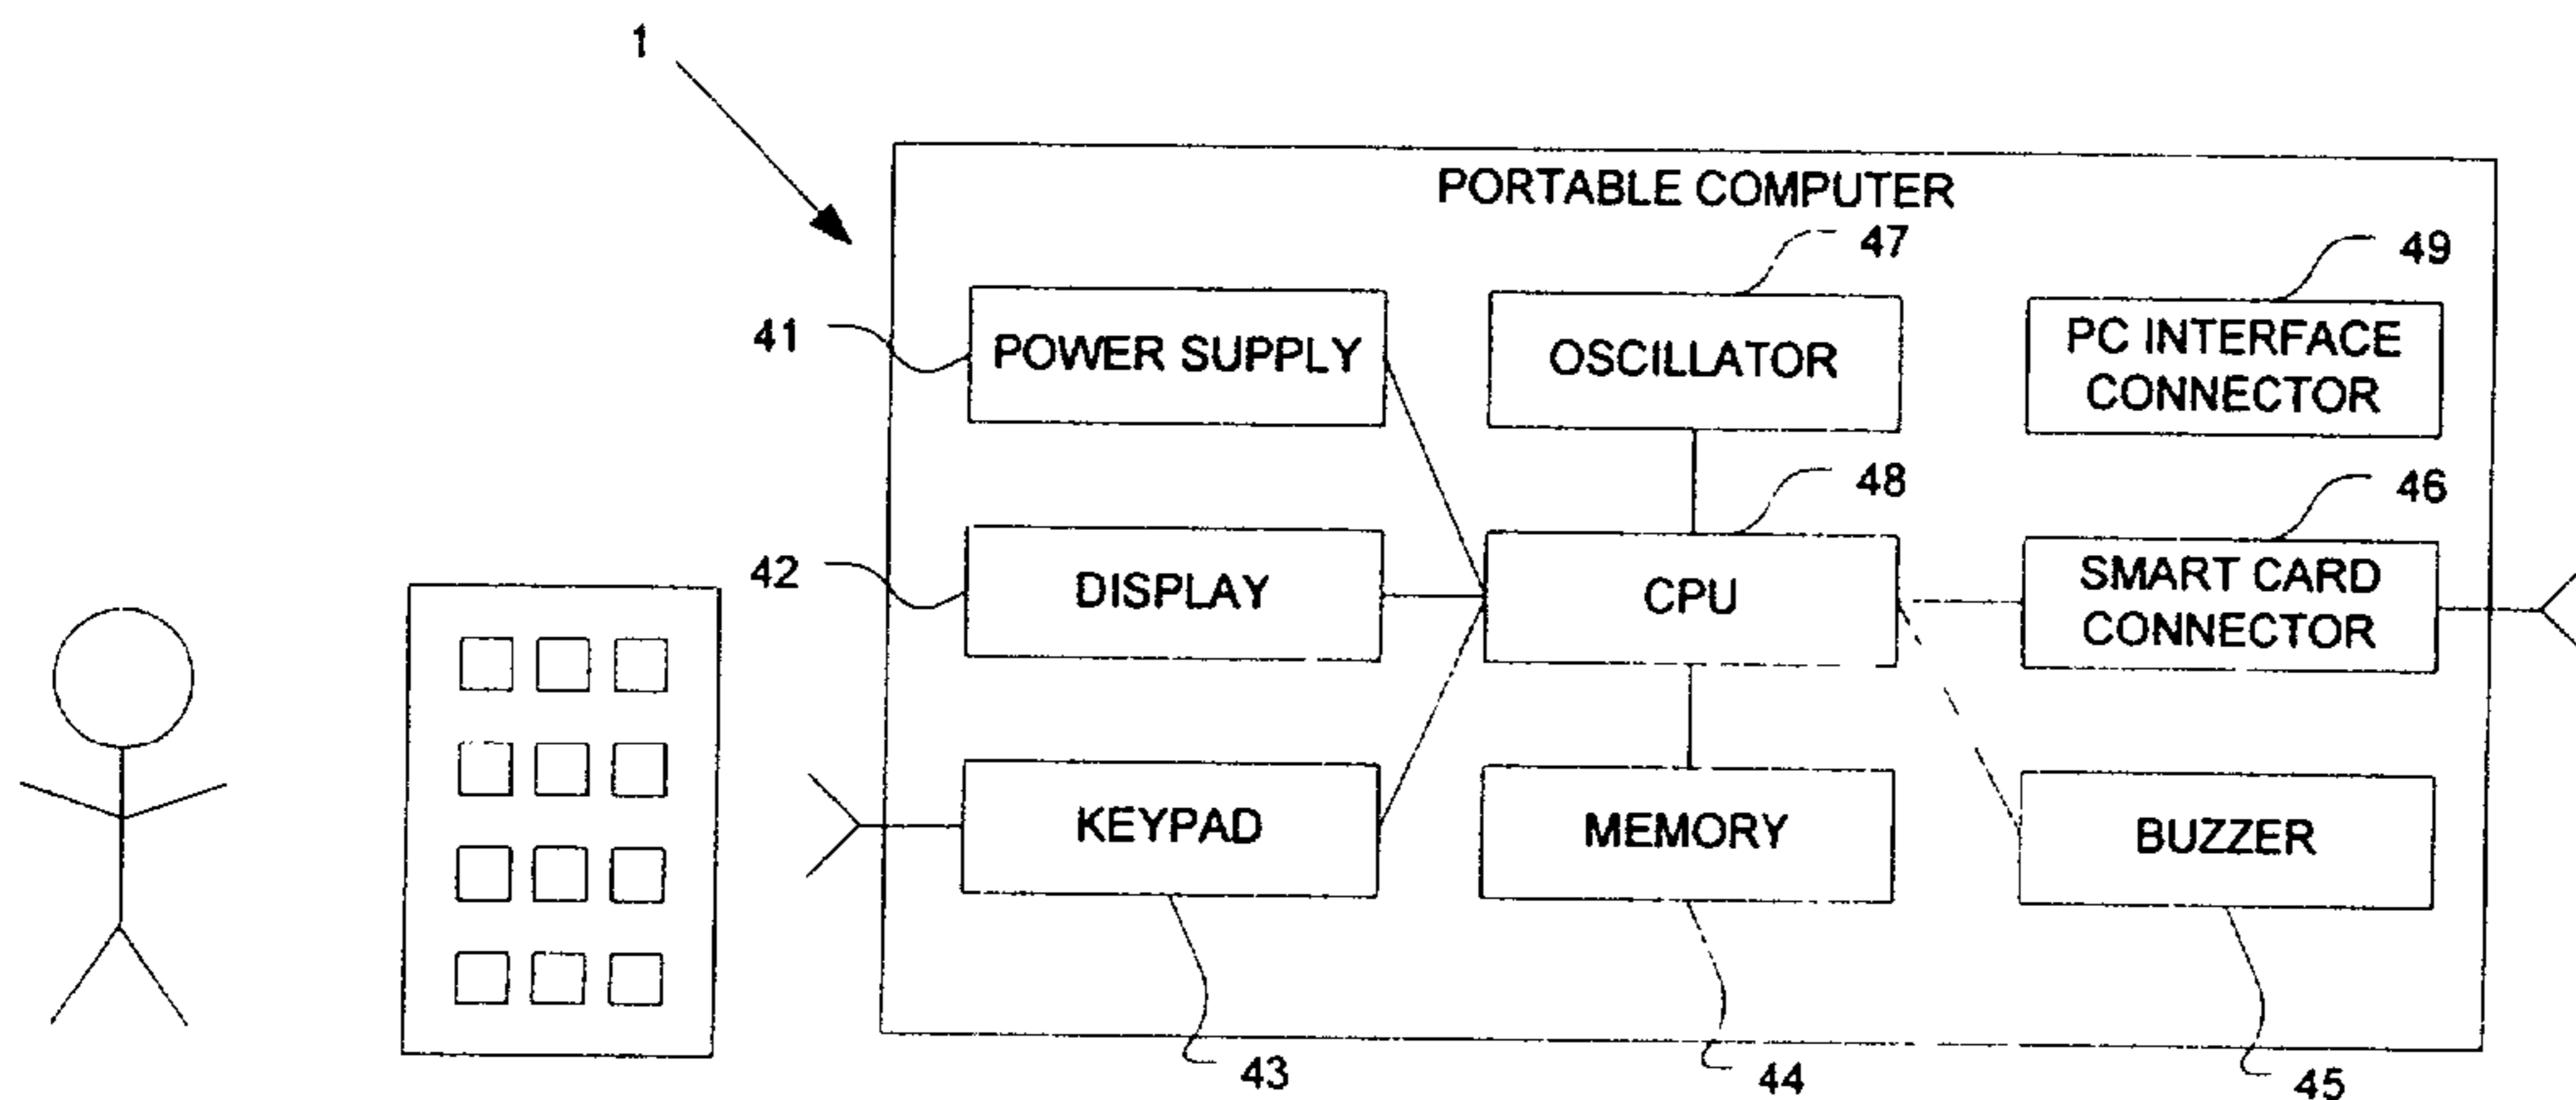 1
PORTABLE COMPUTER
47
49
41
POWER SUPPLY
OSCILLATOR
PC INTERFACE
CONNECTOR
48
46
42
DISPLAY
CPU
SMART CARD
CONNECTOR
KEYPAD
MEMORY
BUZZER
43
44
45